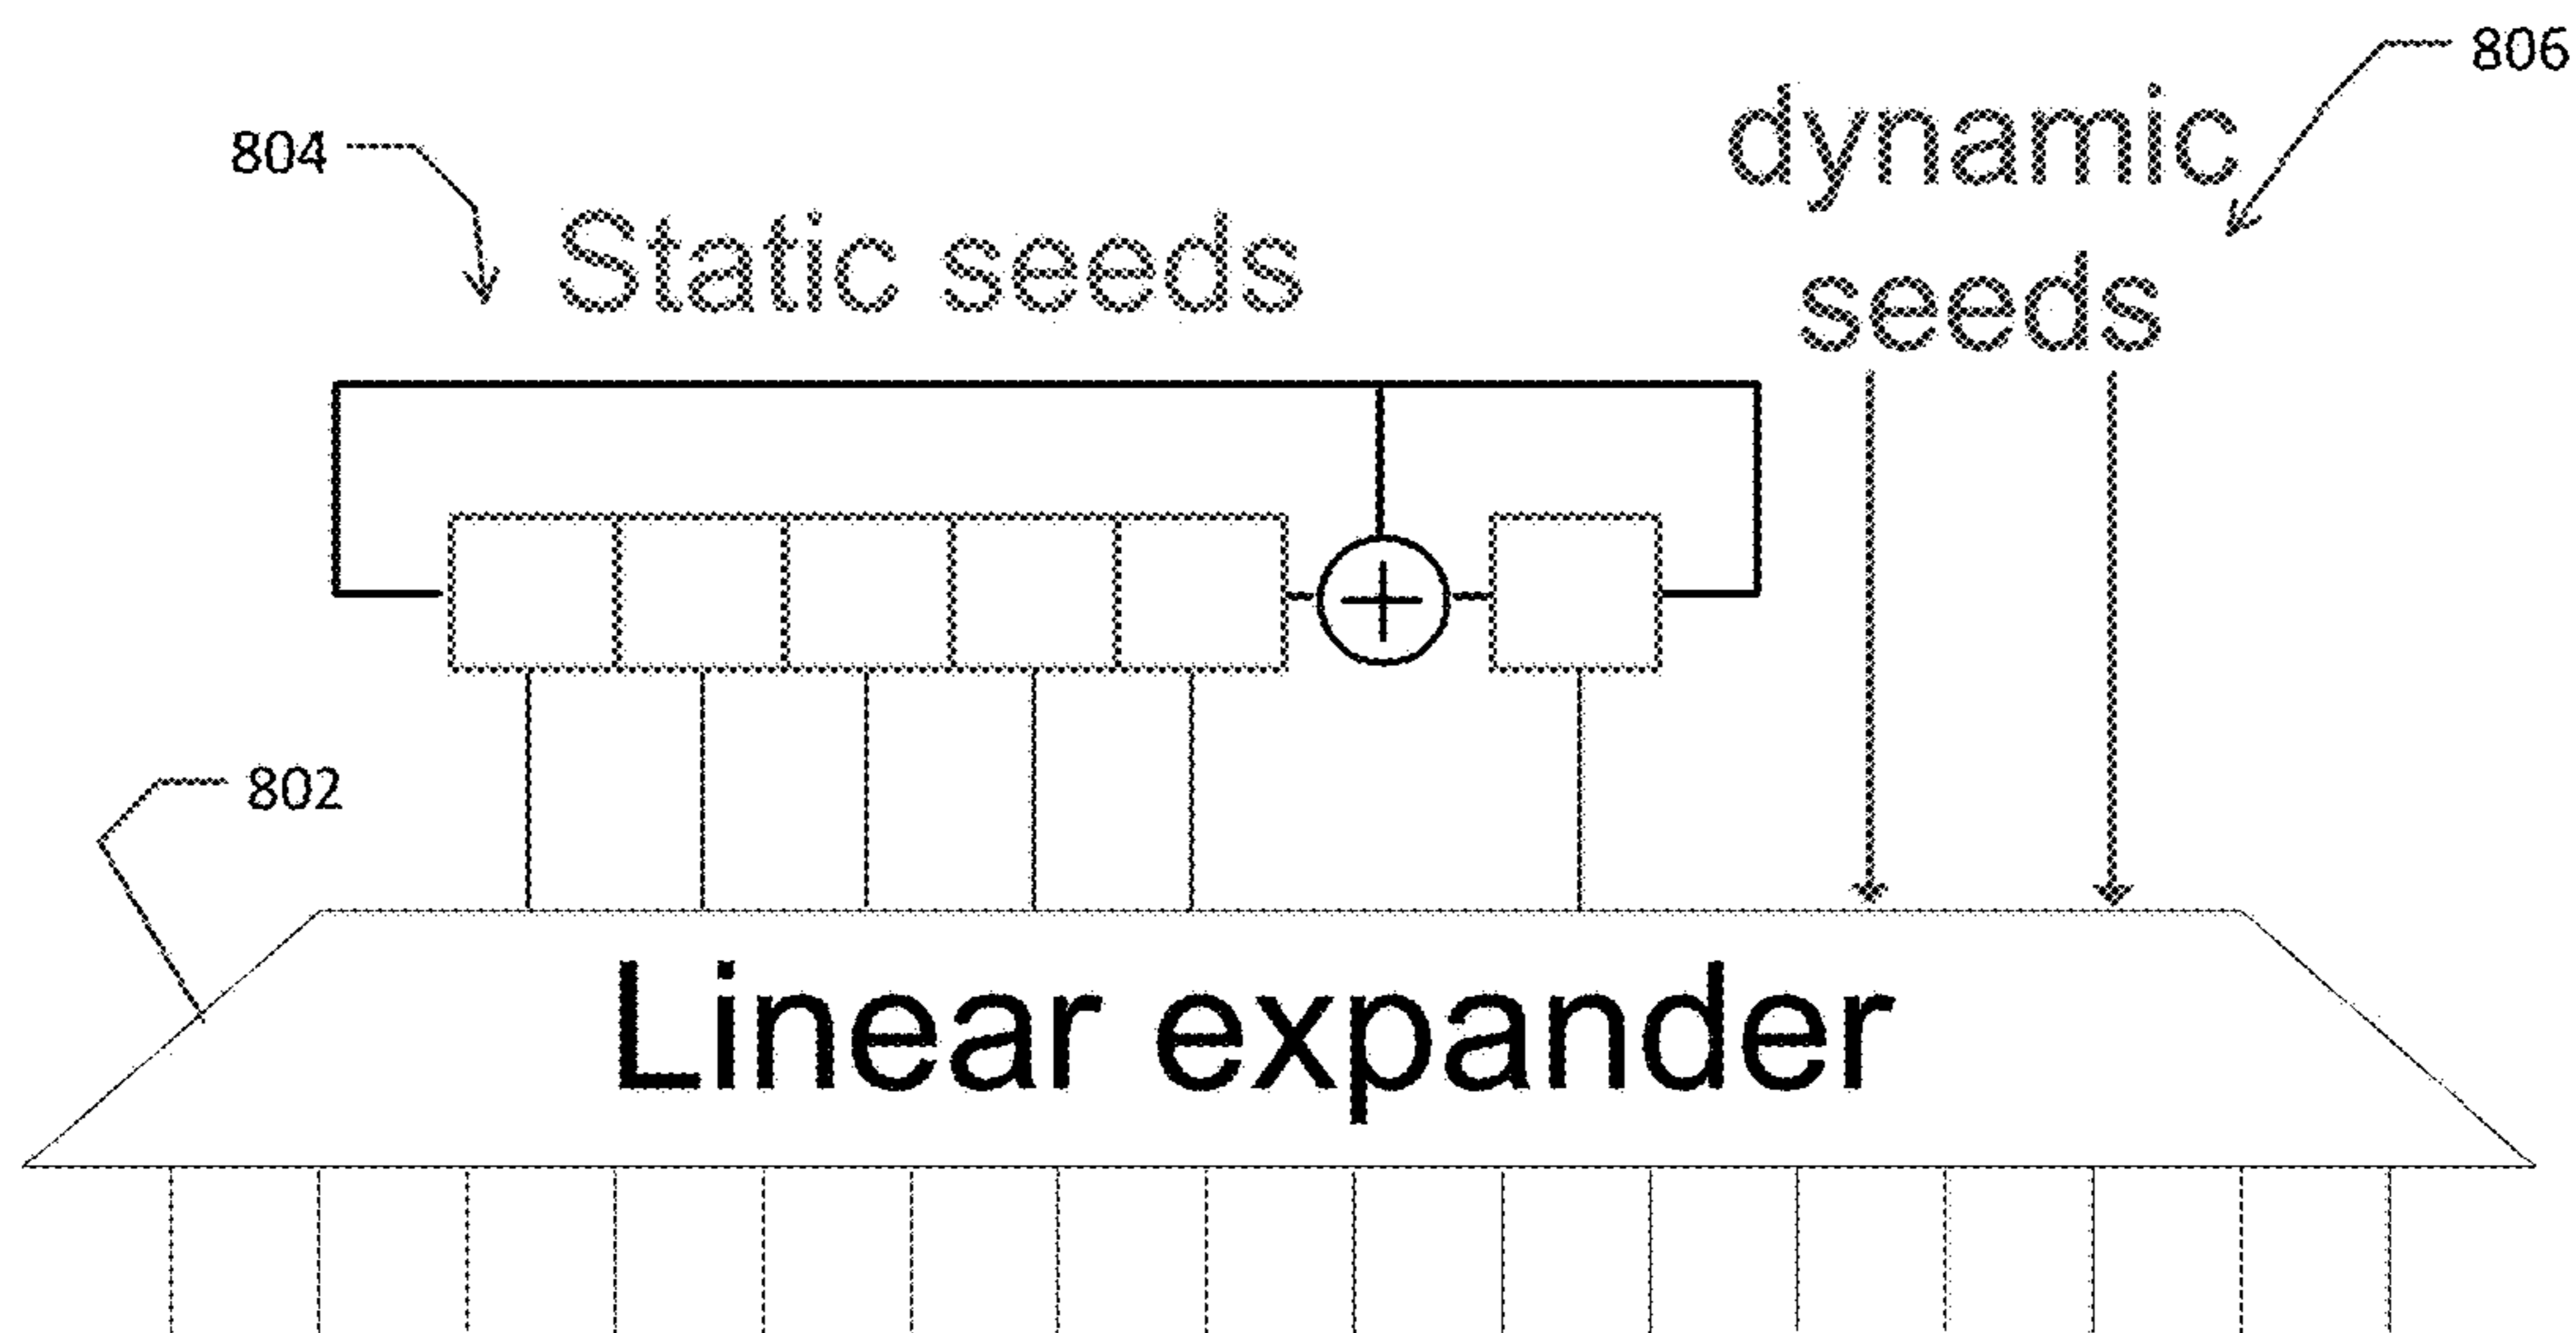 806
dynamic
804
Static seeds
seeds
802
Linear expander